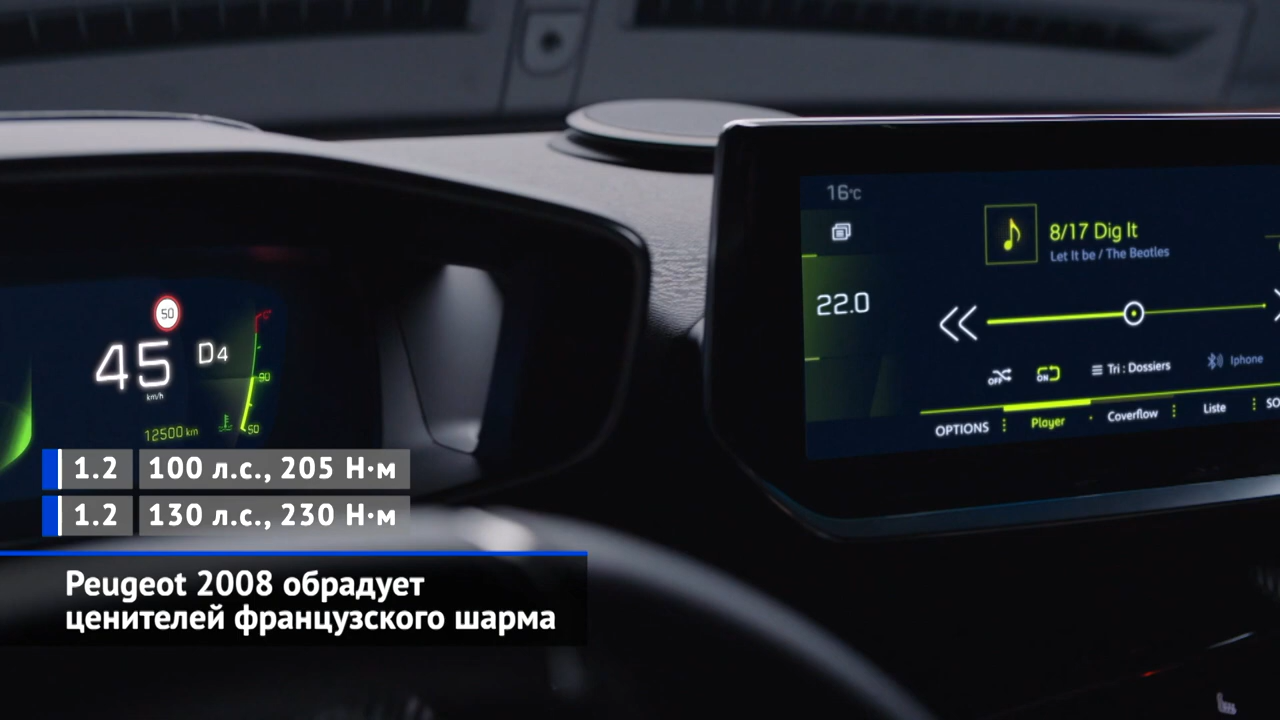 16°C
22.0
8/17 Dig It
Let It be / The Beotles
OFF
ON
Tri : Dossiers
Iphone
OPTIONS
Player
Coverflow
Liste
SO
50
45
km/h
D4
90
50
12500 km
1.2 100 л.с., 205 Н·м
1.2 130 л.с., 230 Н·м
Peugeot 2008 обрадует
ценителей французского шарма